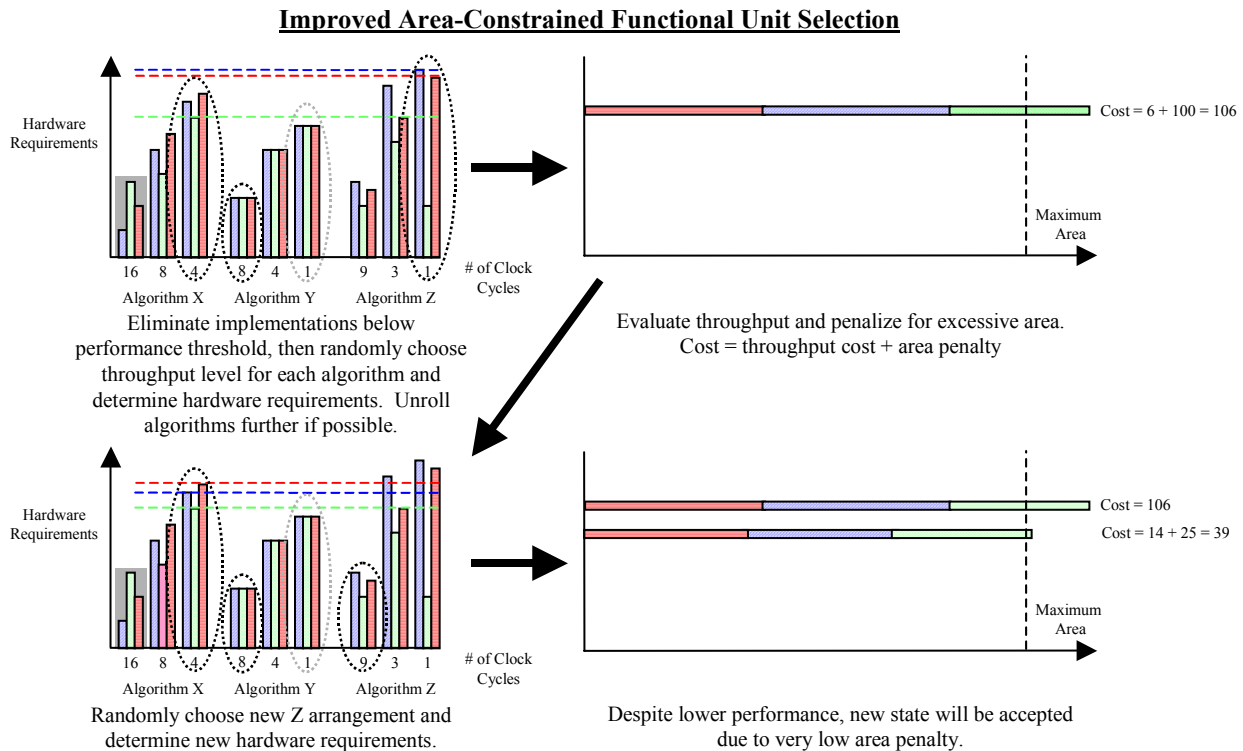 Improved Area-Constrained Functional Unit Selection
Hardware
Requirements
16 8 4 8 4 1 9 3 1
# of Clock
Cycles
Algorithm X Algorithm Y Algorithm Z
Eliminate implementations below
performance threshold, then randomly choose
throughput level for each algorithm and
determine hardware requirements. Unroll
algorithms further if possible.
Cost = 6 + 100 = 106
Maximum
Area
Evaluate throughput and penalize for excessive area.
Cost = throughput cost + area penalty
Hardware
Requirements
16 8 4 8 4 1 9 3 1
# of Clock
Cycles
Algorithm X Algorithm Y Algorithm Z
Randomly choose new Z arrangement and
determine new hardware requirements.
Cost = 106
Cost = 14 + 25 = 39
Maximum
Area
Despite lower performance, new state will be accepted
due to very low area penalty.